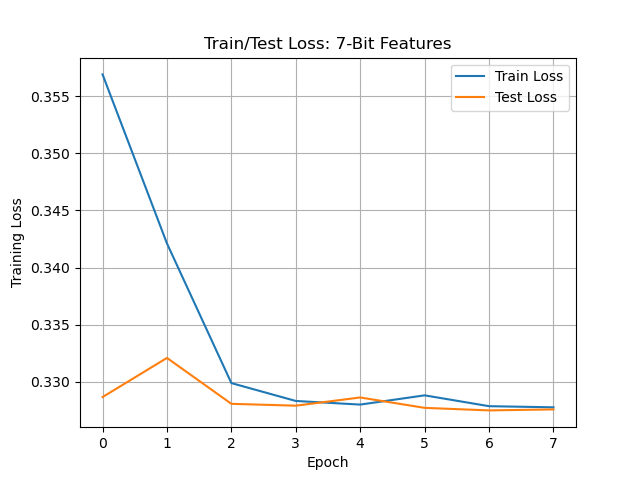 Train/Test Loss: 7-Bit Features
Train Loss
Test Loss
0.355
0.350
0.345
0.340
0.335
0.330
Training Loss
0 1 2 3 4 5 6 7
Epoch